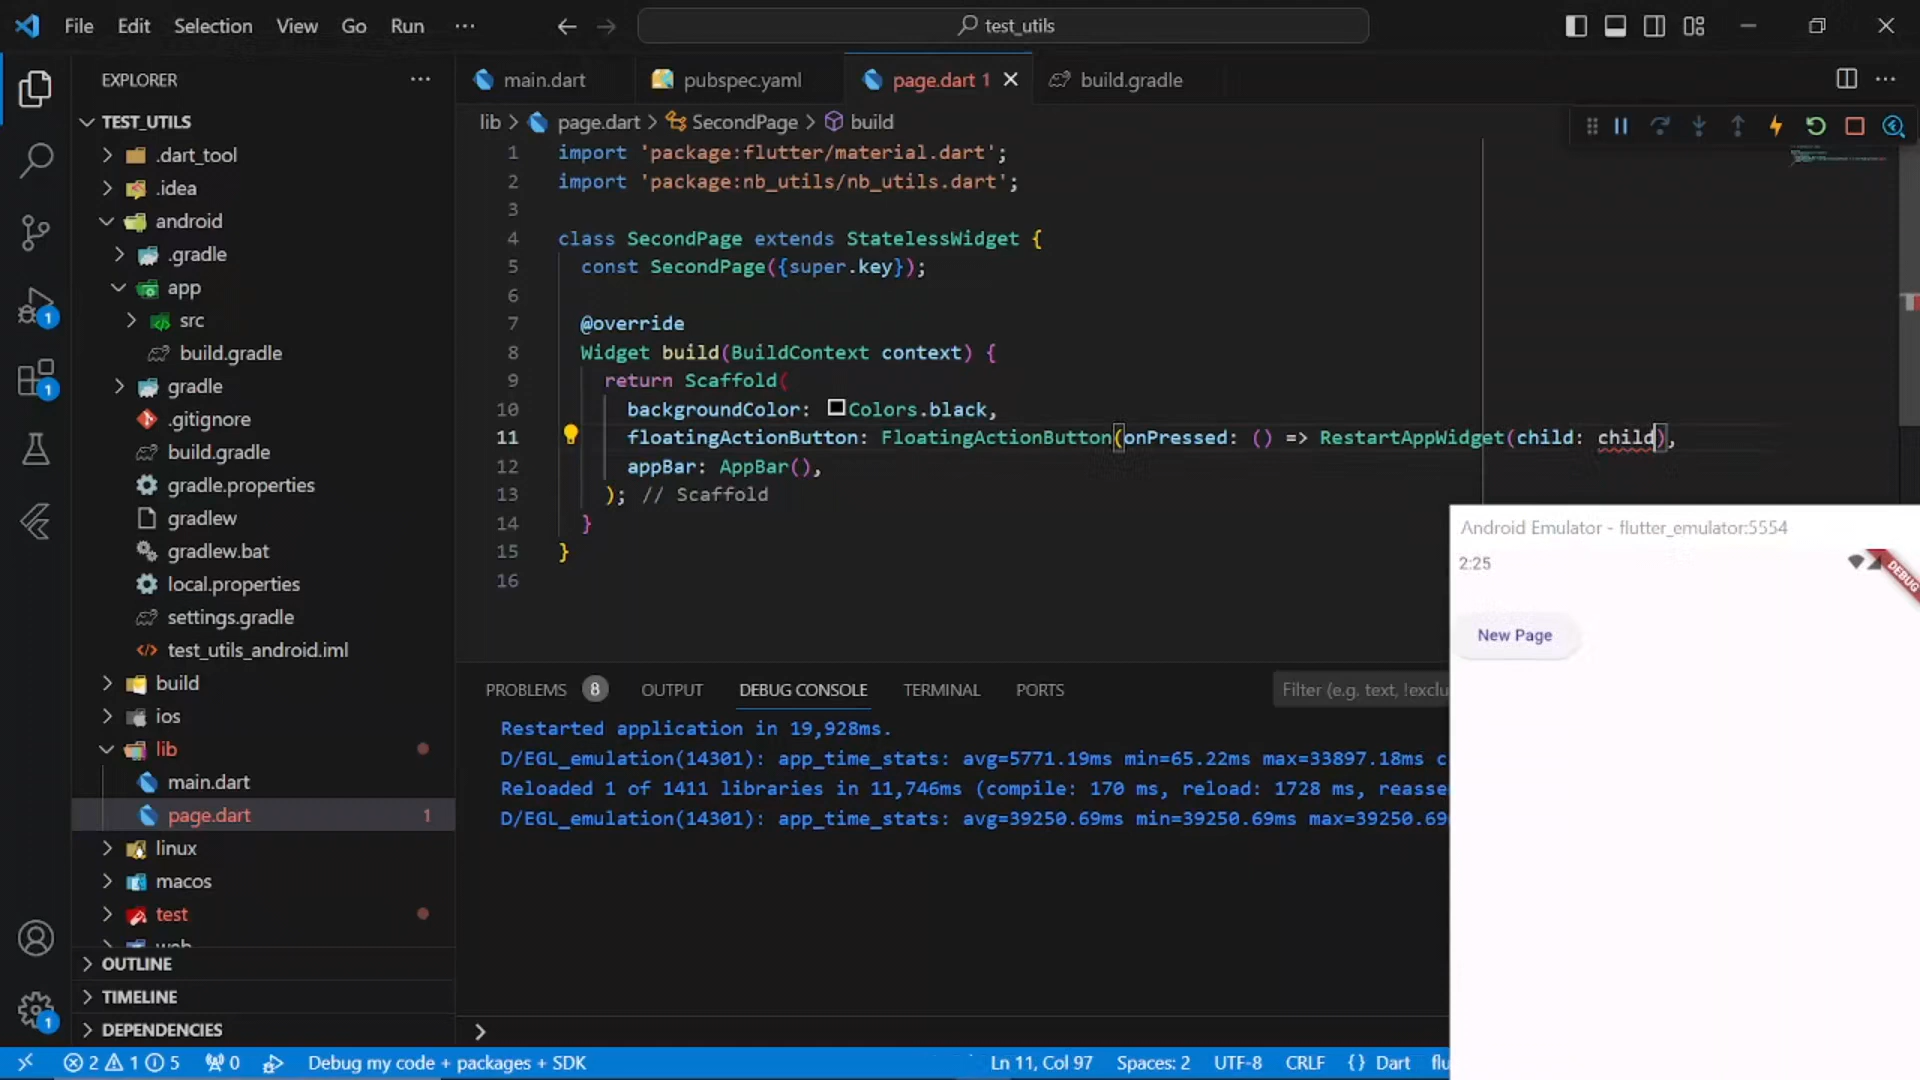 File Edit Selection View Go Run ··· test_utils
EXPLORER ···
TEST_UTILS
.dart_tool
.idea
android
.gradle
app
src
build.gradle
gradle
.gitignore
build.gradle
gradle.properties
gradlew
gradlew.bat
local.properties
settings.gradle
test_utils_android.iml
build
ios
lib
main.dart
page.dart 1
linux
macos
test
web
OUTLINE
TIMELINE
DEPENDENCIES
1
1
1
main.dart pubspec.yaml page.dart 1 build.gradle
lib > page.dart > SecondPage > build
1 import 'package:flutter/material.dart';
2 import 'package:nb_utils/nb_utils.dart';
3
4 class SecondPage extends StatelessWidget {
5 const SecondPage({super.key});
6
7 @override
8 Widget build(BuildContext context) {
9 return Scaffold(
10 backgroundColor: Colors.black,
11 floatingActionButton: FloatingActionButton(onPressed: () => RestartAppWidget(child: child),
12 appBar: AppBar(),
13 ); // Scaffold
14 }
15 }
16
PROBLEMS 8 OUTPUT DEBUG CONSOLE TERMINAL PORTS Filter (e.g. text, !exclu
Restarted application in 19,928ms.
D/EGL_emulation(14301): app_time_stats: avg=5771.19ms min=65.22ms max=33897.18ms c
Reloaded 1 of 1411 libraries in 11,746ms (compile: 170 ms, reload: 1728 ms, reasse
D/EGL_emulation(14301): app_time_stats: avg=39250.69ms min=39250.69ms max=39250.69
>
Android Emulator - flutter_emulator:5554
2:25
DEBUG
New Page
2 1 5 0 Debug my code + packages + SDK Ln 11, Col 97 Spaces: 2 UTF-8 CRLF {} Dart flu